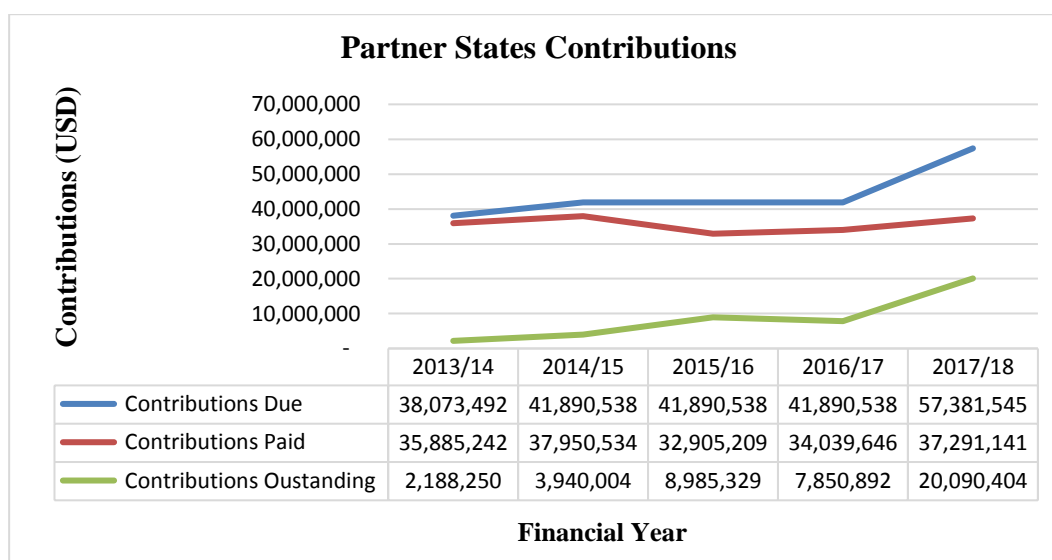 Partner States Contributions
Contributions (USD)
70,000,000
60,000,000
50,000,000
40,000,000
30,000,000
20,000,000
10,000,000
-
2013/14 2014/15 2015/16 2016/17 2017/18
Contributions Due 38,073,492 41,890,538 41,890,538 41,890,538 57,381,545
Contributions Paid 35,885,242 37,950,534 32,905,209 34,039,646 37,291,141
Contributions Oustanding 2,188,250 3,940,004 8,985,329 7,850,892 20,090,404
Financial Year